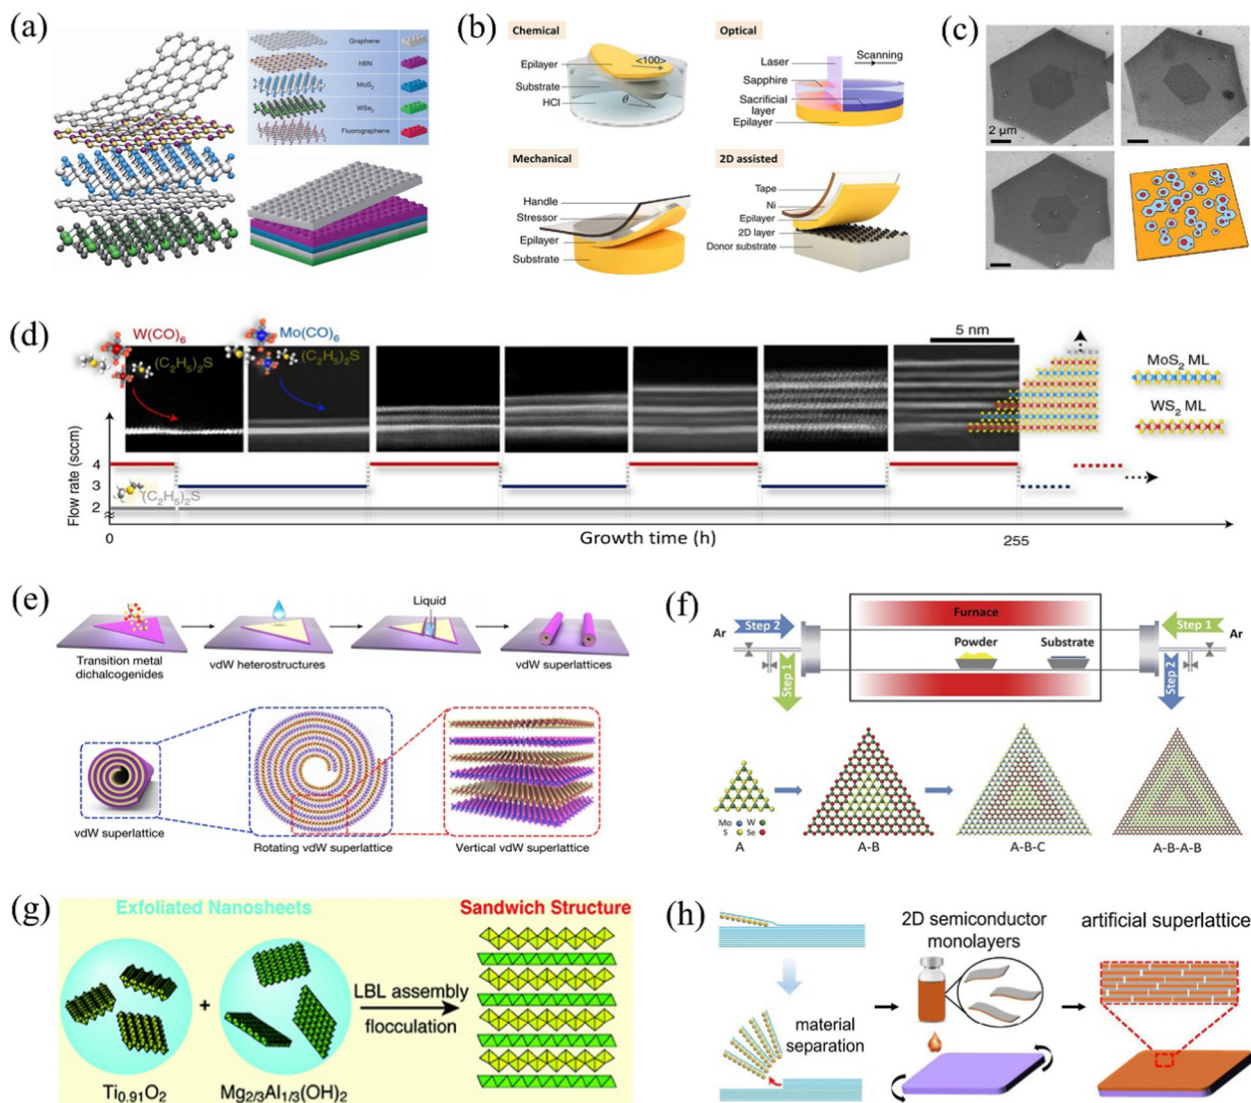 (a)
Graphene
hBN
MoS₂
WSe₂
Fluorographene
(b)
Chemical
Epilayer
<100>
Substrate
HCl
θ
Optical
Laser
Scanning
Sapphire
Sacrificial
layer
Epilayer
Mechanical
Handle
Stressor
Epilayer
Substrate
2D assisted
Tape
Ni
Epilayer
2D layer
Donor substrate
(c)
2 μm
4
(d)
W(CO)₆
(C₂H₅)₂S
Mo(CO)₆
(C₂H₅)₂S
5 nm
MoS₂ ML
WS₂ ML
Flow rate (sccm)
4
3
2
(C₂H₅)₂S
0
Growth time (h)
255
(e)
Liquid
Transition metal
dichalcogenides
vdW heterostructures
vdW superlattices
vdW superlattice
Rotating vdW superlattice
Vertical vdW superlattice
(f)
Furnace
Ar
Step 2
Step 1
Powder
Substrate
Step 1
Ar
Step 2
Mo
W
S
Se
A
A-B
A-B-C
A-B-A-B
(g)
Exfoliated Nanosheets
Sandwich Structure
+
LBL assembly
flocculation
Ti₀.₉₁O₂
Mg₂/₃Al₁/₃(OH)₂
(h)
2D semiconductor
monolayers
artificial superlattice
material
separation